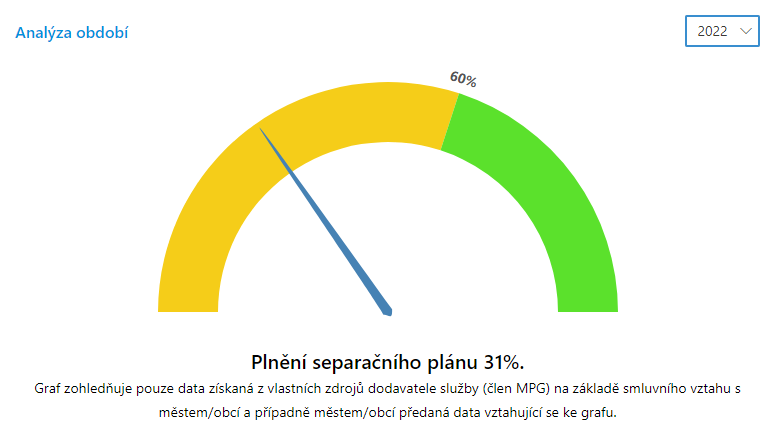 Analýza období
2022
60%
Plnění separačního plánu 31%.
Graf zohledňuje pouze data získaná z vlastních zdrojů dodavatele služby (člen MPG) na základě smluvního vztahu s
městem/obcí a případně městem/obcí předaná data vztahující se ke grafu.